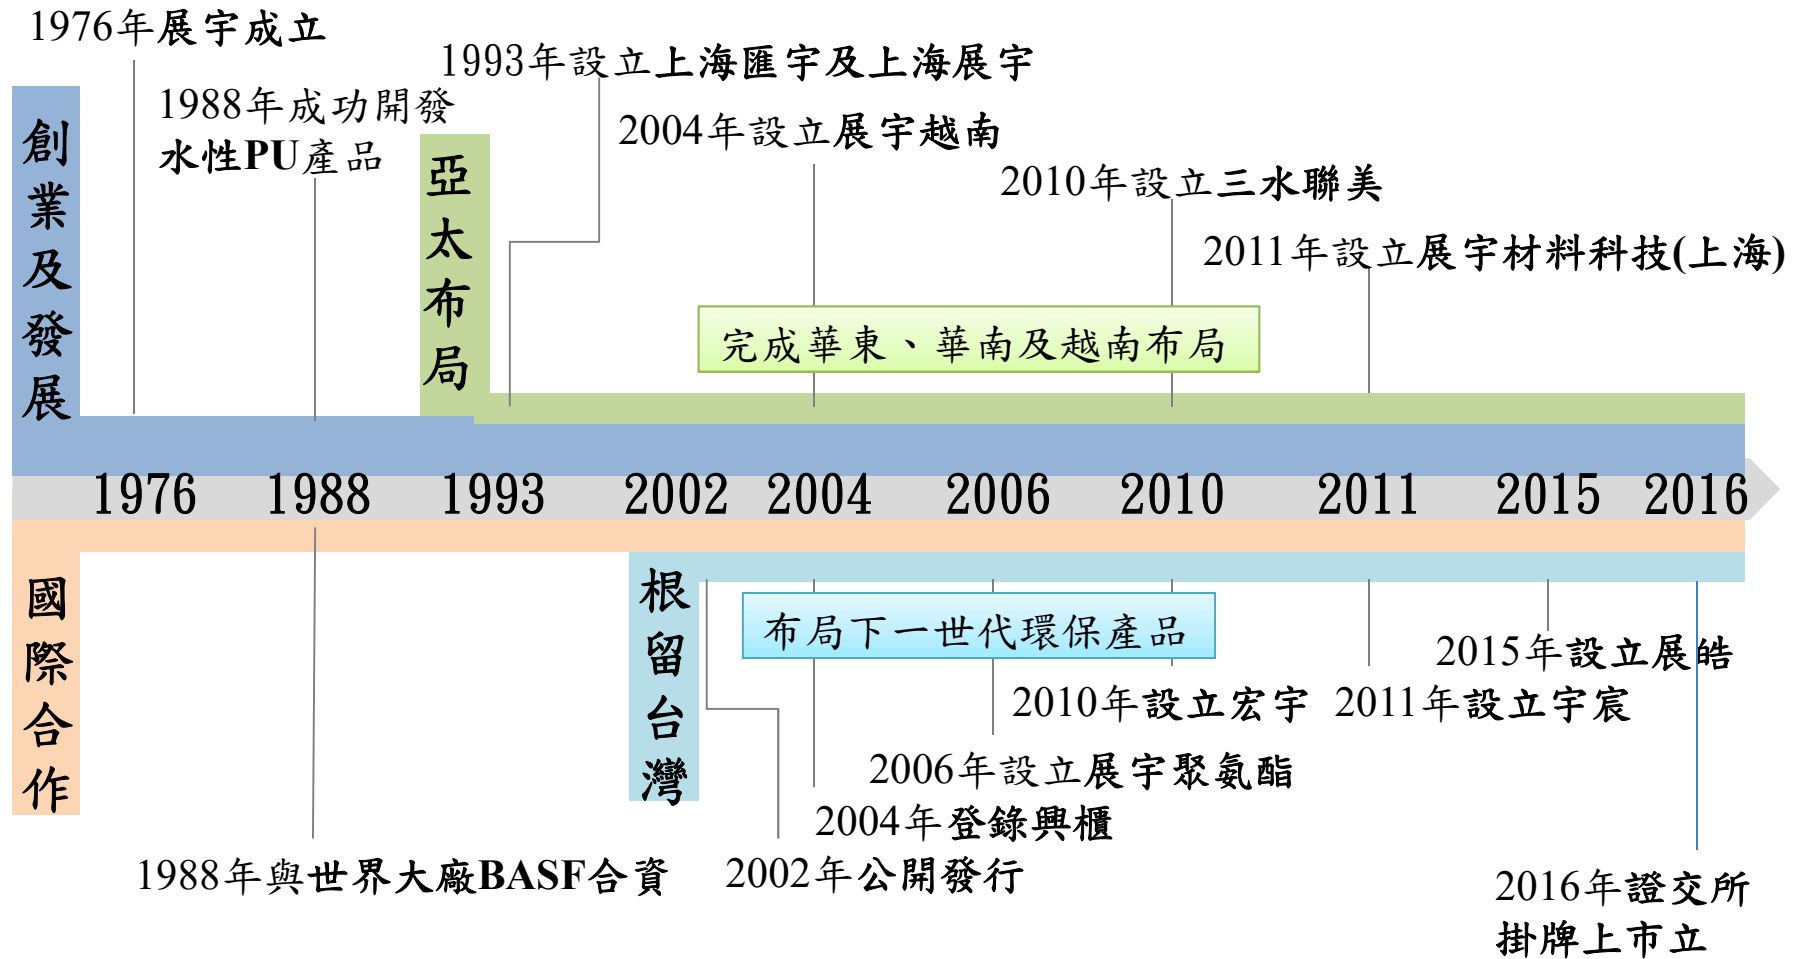 1976年展宇成立
1988年成功開發
水性PU產品
1993年設立上海匯宇及上海展宇
2004年設立展宇越南
2010年設立三水聯美
2011年設立展宇材料科技(上海)
創業及發展
亞太布局
完成華東、華南及越南布局
1976 1988 1993 2002 2004 2006 2010 2011 2015 2016
國際合作
根留台灣
布局下一世代環保產品
2015年設立展皓
2010年設立宏宇
2011年設立宇宸
2006年設立展宇聚氨酯
2004年登錄興櫃
2002年公開發行
1988年與世界大廠BASF合資
2016年證交所
掛牌上市立